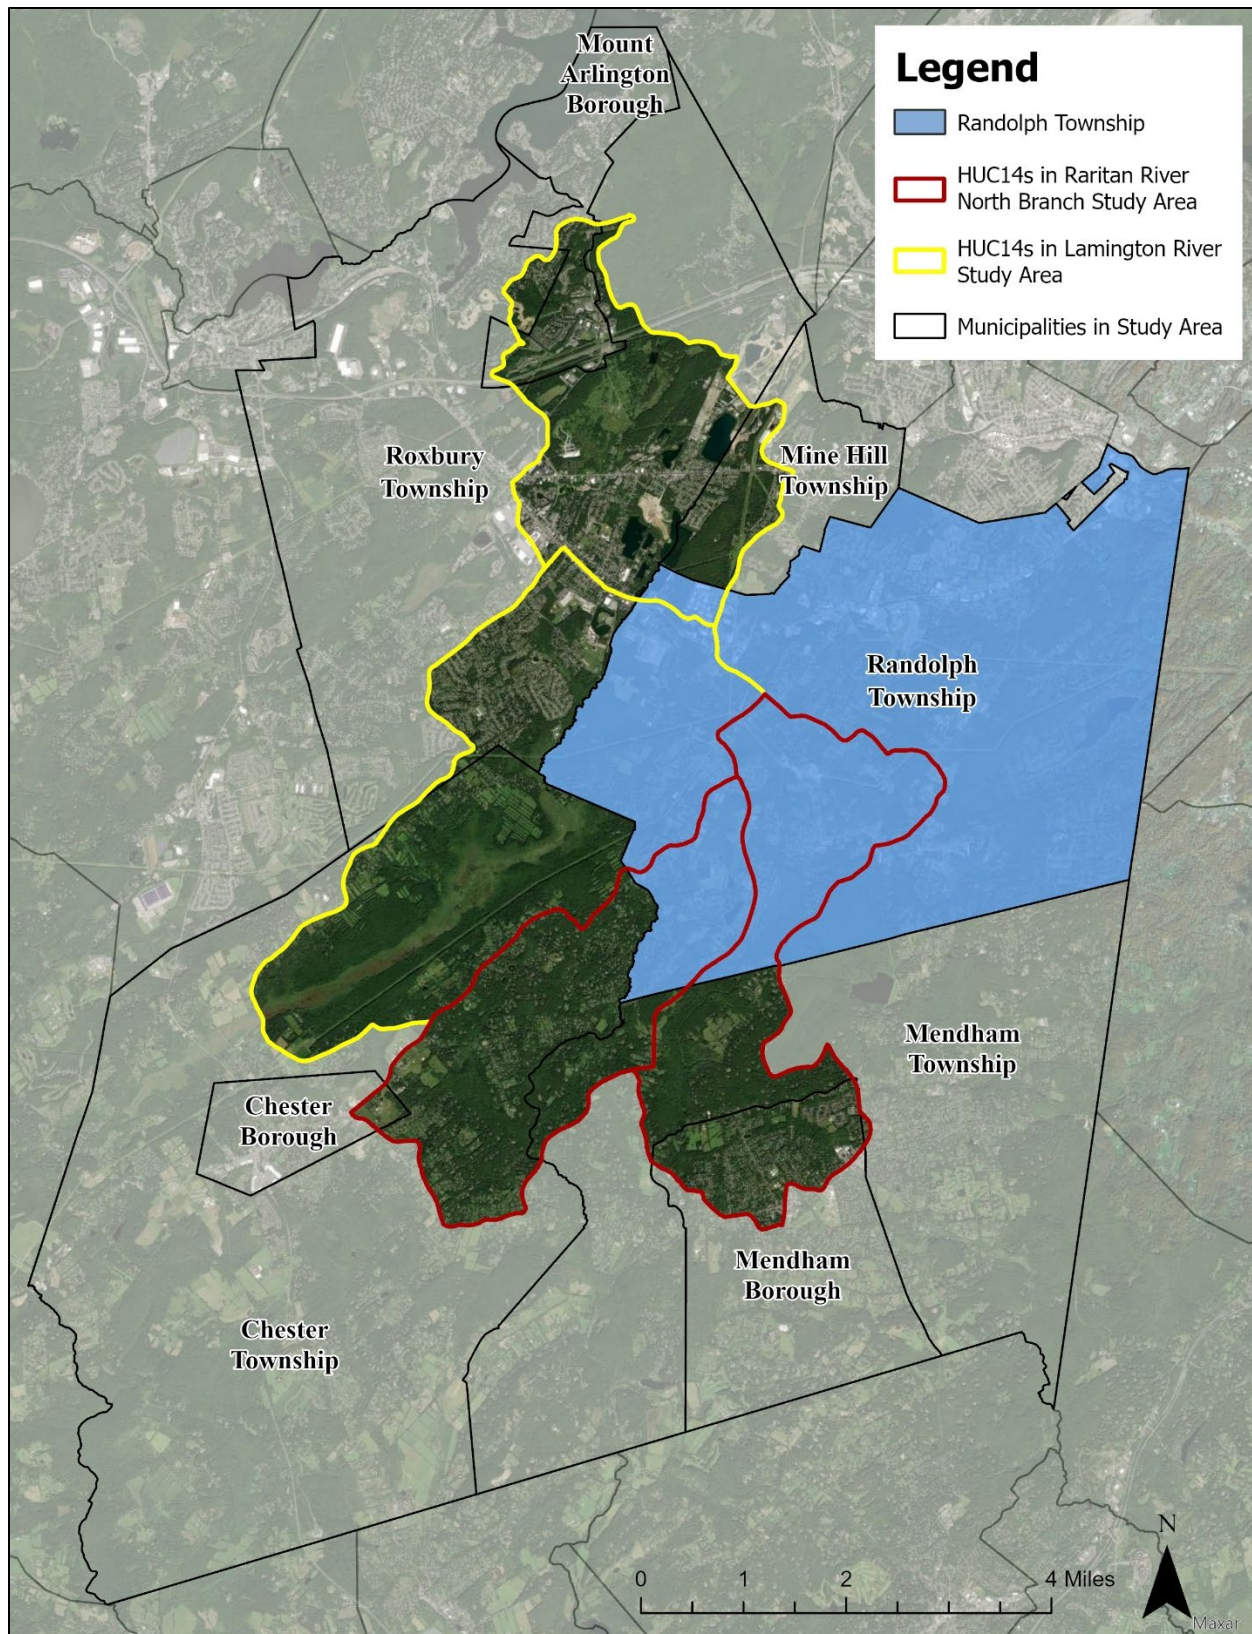 Mount
Arlington
Borough
Legend
Randolph Township
HUC14s in Raritan River
North Branch Study Area
HUC14s in Lamington River
Study Area
Municipalities in Study Area
Roxbury
Township
Mine Hill
Township
Randolph
Township
Mendham
Township
Chester
Borough
Mendham
Borough
Chester
Township
N
0 1 2 4 Miles
Maxar